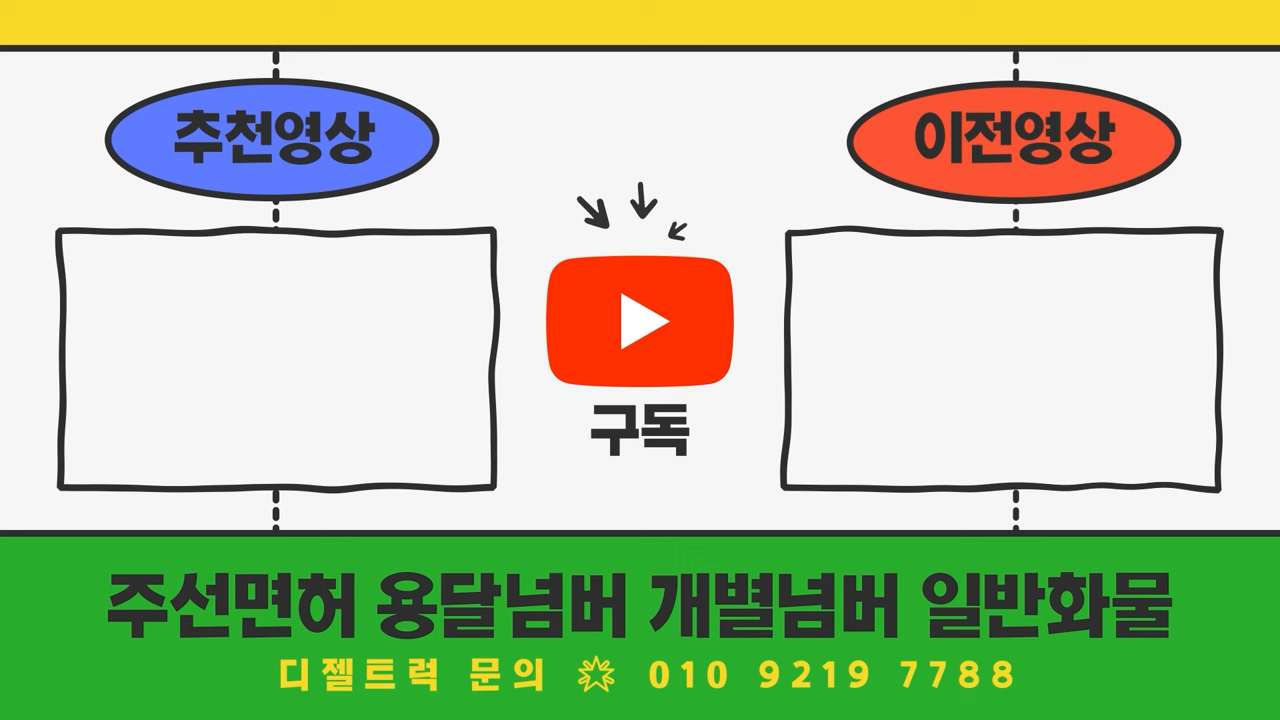 추천영상
이전영상
구독
주선면허 용달넘버 개별넘버 일반화물
디젤트럭 문의 010 9219 7788